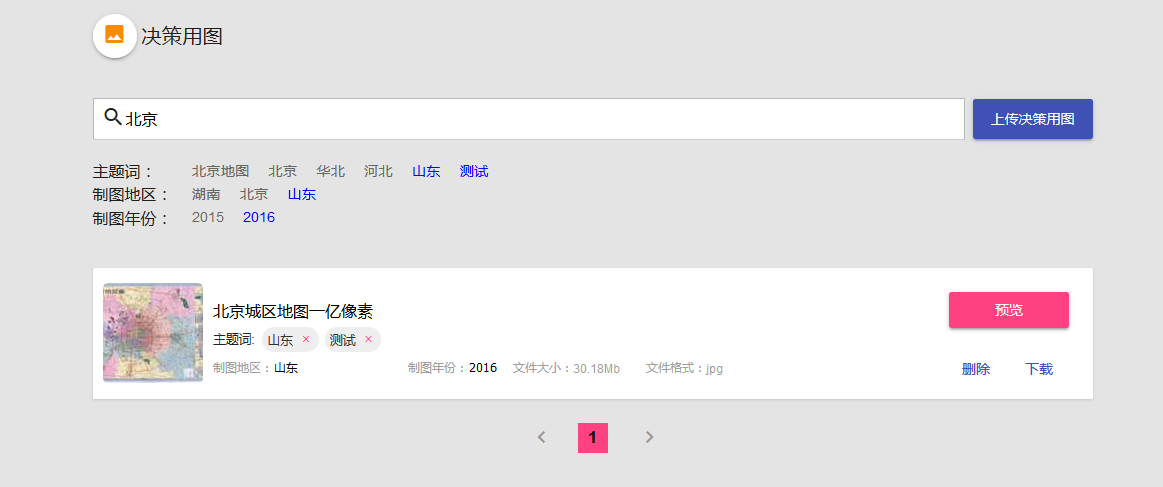 决策用图
北京
上传决策用图
主题词： 北京地图 北京 华北 河北 山东 测试
制图地区： 湖南 北京 山东
制图年份： 2015 2016
北京城区地图一亿像素
预览
主题词: 山东 × 测试 ×
制图地区：山东 制图年份：2016 文件大小：30.18Mb 文件格式：jpg 删除 下载
1